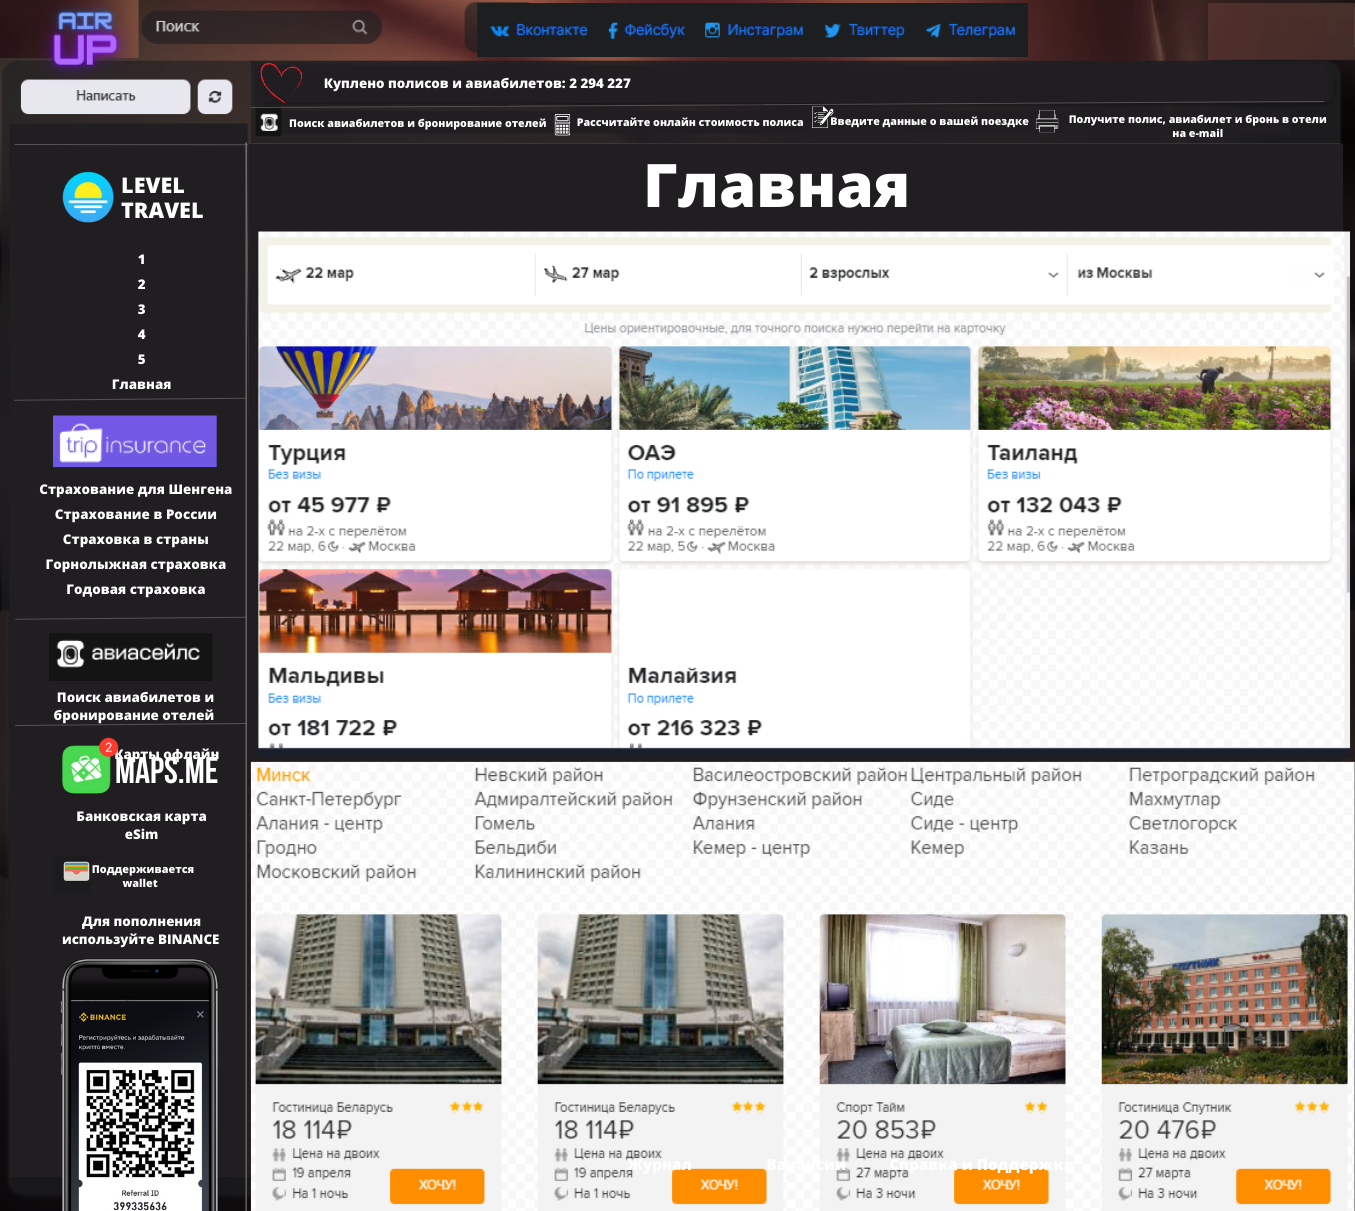 AIR
UP
Поиск
Вконтакте
Фейсбук
Инстаграм
Твиттер
Телеграм
Написать
Куплено полисов и авиабилетов: 2 294 227
Поиск авиабилетов и бронирование отелей
Рассчитайте онлайн стоимость полиса
Введите данные о вашей поездке
Получите полис, авиабилет и бронь в отели
на e-mail
LEVEL
TRAVEL
1
2
3
4
5
Главная
trip insurance
Страхование для Шенгена
Страхование в России
Страховка в страны
Горнолыжная страховка
Годовая страховка
авиасейлс
Поиск авиабилетов и
бронирование отелей
2
Карты офлайн
MAPS.ME
Банковская карта
eSim
Поддерживается
wallet
Для пополнения
используйте BINANCE
BINANCE
Регистрируйтесь и зарабатывайте
крипто вместе.
Referral ID
399335636
Главная
22 мар
27 мар
2 взрослых
из Москвы
Цены ориентировочные, для точного поиска нужно перейти на карточку
Турция
Без визы
от 45 977 ₽
на 2-х с перелётом
22 мар, 6 · Москва
ОАЭ
По прилете
от 91 895 ₽
на 2-х с перелётом
22 мар, 5 · Москва
Таиланд
Без визы
от 132 043 ₽
на 2-х с перелётом
22 мар, 6 · Москва
Мальдивы
Без визы
от 181 722 ₽
Малайзия
По прилете
от 216 323 ₽
Минск
Невский район
Василеостровский район
Центральный район
Петроградский район
Санкт-Петербург
Адмиралтейский район
Фрунзенский район
Сиде
Махмутлар
Алания - центр
Гомель
Алания
Сиде - центр
Светлогорск
Гродно
Бельдиби
Кемер - центр
Кемер
Казань
Московский район
Калининский район
Гостиница Беларусь
18 114₽
Цена на двоих
19 апреля
На 1 ночь
ХОЧУ!
Гостиница Беларусь
18 114₽
Цена на двоих
19 апреля
На 1 ночь
ХОЧУ!
Спорт Тайм
20 853₽
Цена на двоих
27 марта
На 3 ночи
ХОЧУ!
СПУТНИК
Гостиница Спутник
20 476₽
Цена на двоих
27 марта
На 3 ночи
ХОЧУ!
Журнал
Вакансии
Справка и Поддержка